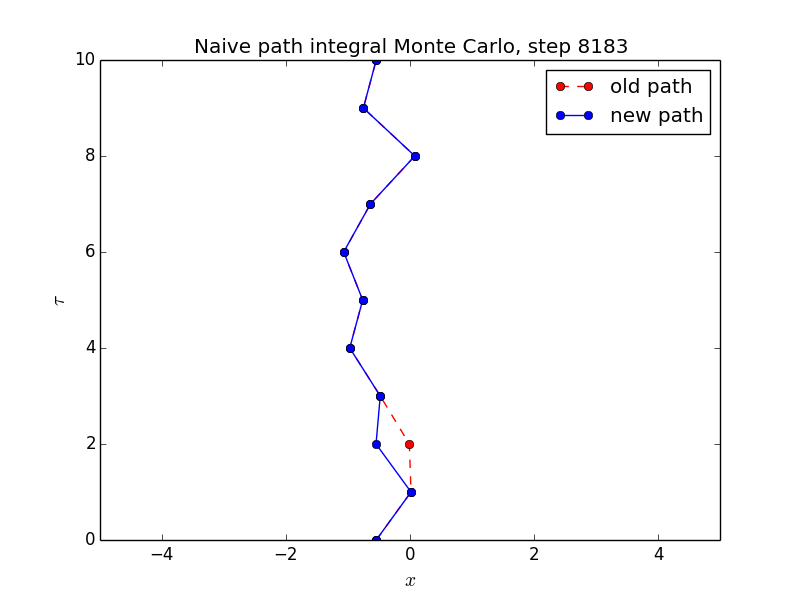 Naive path integral Monte Carlo, step 8183
10
old path
new path
8
6
τ
4
2
0
−4 −2 0 2 4
x